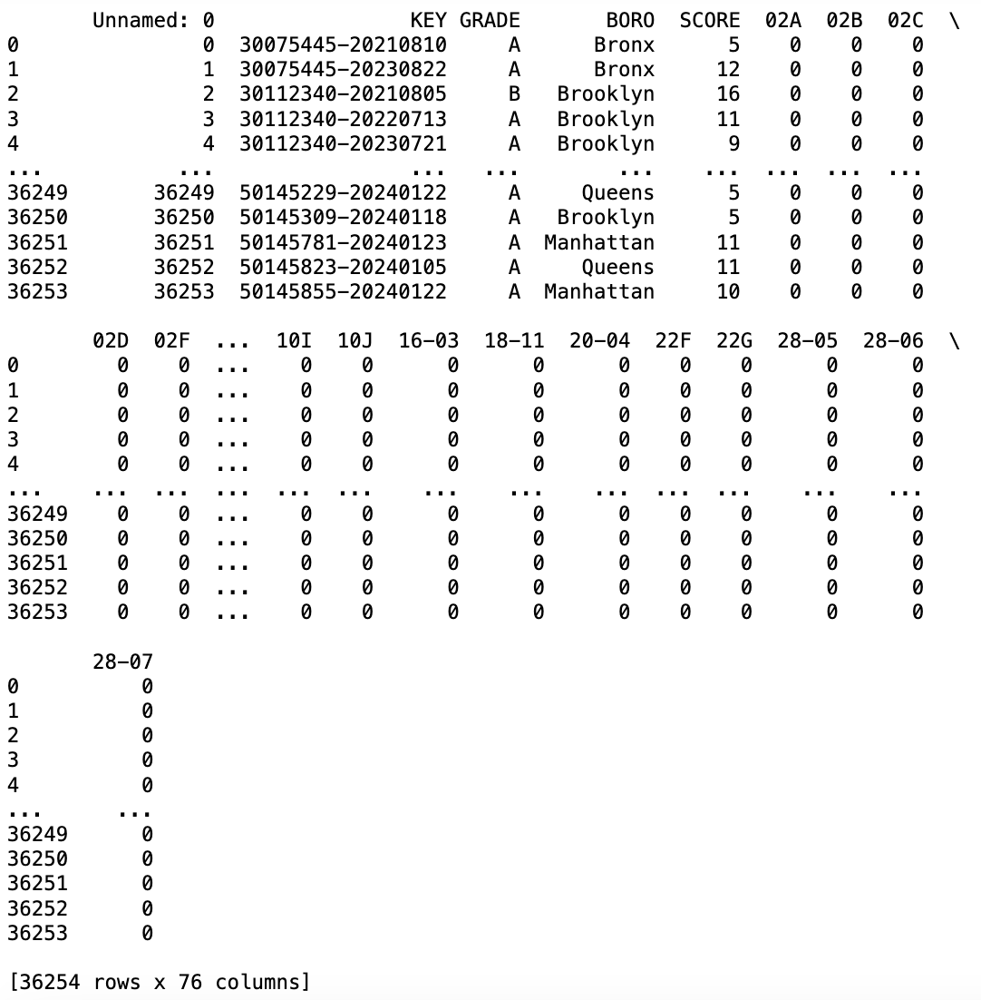 Unnamed: 0 KEY GRADE BORO SCORE 02A 02B 02C \
0 0 30075445-20210810 A Bronx 5 0 0 0
1 1 30075445-20230822 A Bronx 12 0 0 0
2 2 30112340-20210805 B Brooklyn 16 0 0 0
3 3 30112340-20220713 A Brooklyn 11 0 0 0
4 4 30112340-20230721 A Brooklyn 9 0 0 0
... ... ... ... ... ... ... ... ...
36249 36249 50145229-20240122 A Queens 5 0 0 0
36250 36250 50145309-20240118 A Brooklyn 5 0 0 0
36251 36251 50145781-20240123 A Manhattan 11 0 0 0
36252 36252 50145823-20240105 A Queens 11 0 0 0
36253 36253 50145855-20240122 A Manhattan 10 0 0 0
02D 02F ... 10I 10J 16-03 18-11 20-04 22F 22G 28-05 28-06 \
0 0 0 ... 0 0 0 0 0 0 0 0 0
1 0 0 ... 0 0 0 0 0 0 0 0 0
2 0 0 ... 0 0 0 0 0 0 0 0 0
3 0 0 ... 0 0 0 0 0 0 0 0 0
4 0 0 ... 0 0 0 0 0 0 0 0 0
... ... ... ... ... ... ... ... ... ... ... ... ...
36249 0 0 ... 0 0 0 0 0 0 0 0 0
36250 0 0 ... 0 0 0 0 0 0 0 0 0
36251 0 0 ... 0 0 0 0 0 0 0 0 0
36252 0 0 ... 0 0 0 0 0 0 0 0 0
36253 0 0 ... 0 0 0 0 0 0 0 0 0
28-07
0 0
1 0
2 0
3 0
4 0
... ...
36249 0
36250 0
36251 0
36252 0
36253 0
[36254 rows x 76 columns]